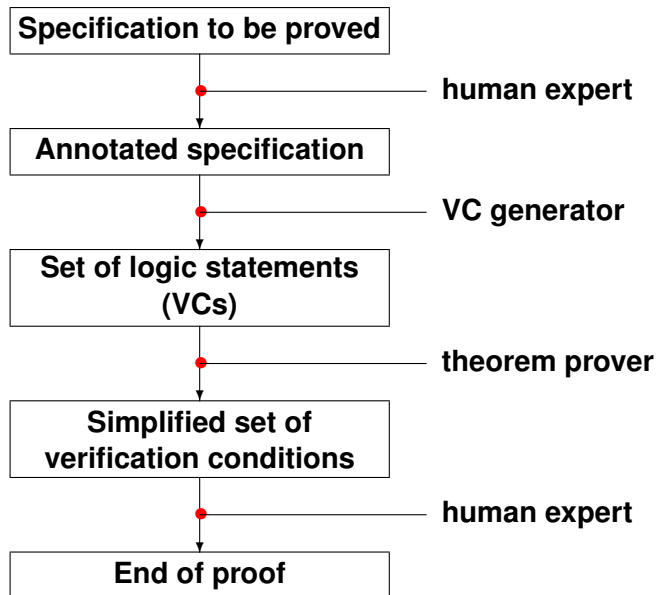 Specification to be proved
human expert
Annotated specification
VC generator
Set of logic statements
(VCs)
theorem prover
Simplified set of
verification conditions
human expert
End of proof